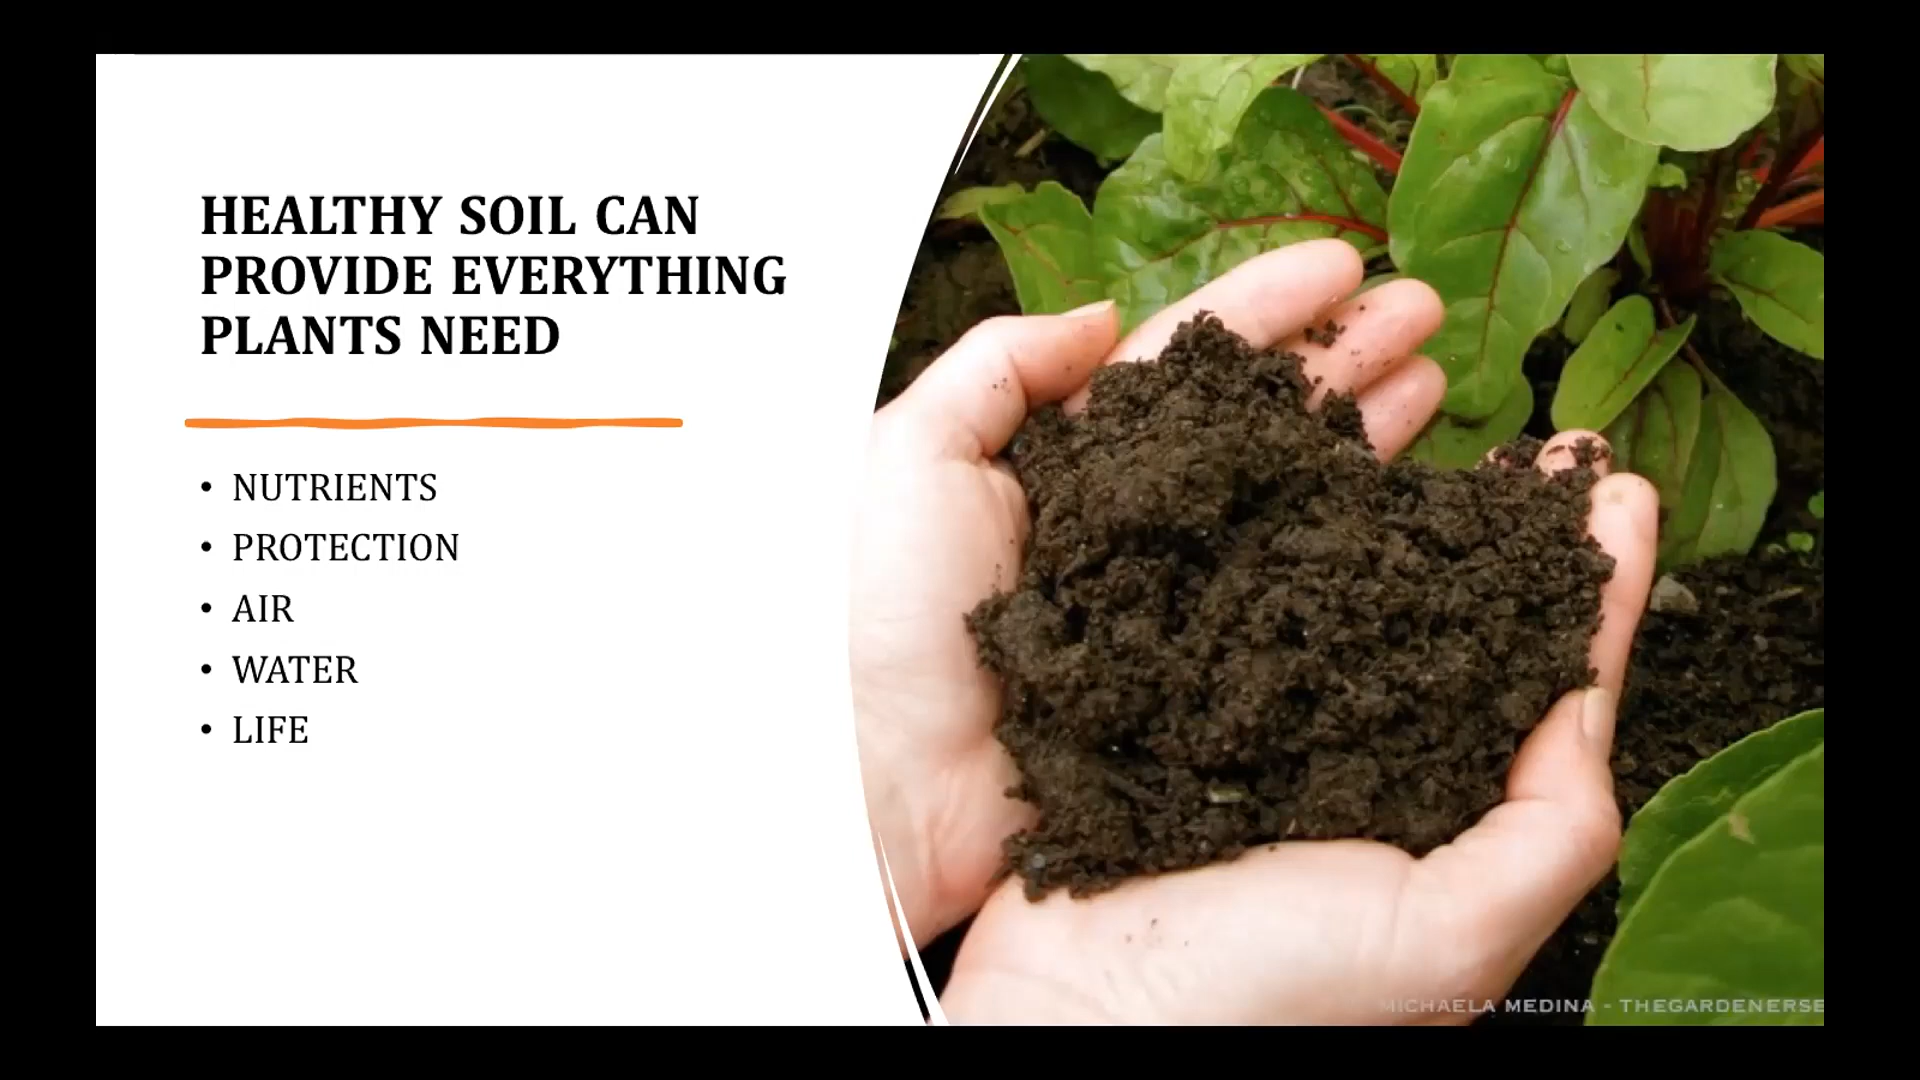 HEALTHY SOIL CAN
PROVIDE EVERYTHING
PLANTS NEED
• NUTRIENTS
• PROTECTION
• AIR
• WATER
• LIFE
MICHAELA MEDINA - THEGARDENERSE